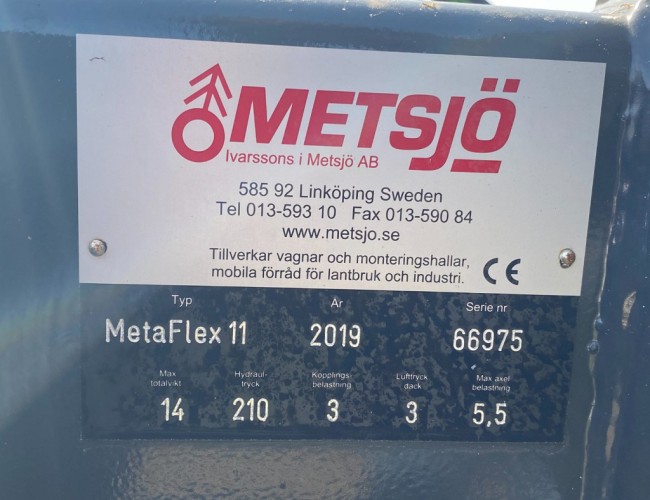 METSJÖ
Ivarssons i Metsjö AB
585 92 Linköping Sweden
Tel 013-593 10 Fax 013-590 84
www.metsjo.se
Tillverkar vagnar och monteringshallar,
mobila förråd för lantbruk och industri. CE
Typ År Serie nr
MetaFlex 11 2019 66975
Max Hydraul- Kopplings- Lufttryck Max axel
totalvikt tryck belastning däck belastning
14 210 3 3 5,5